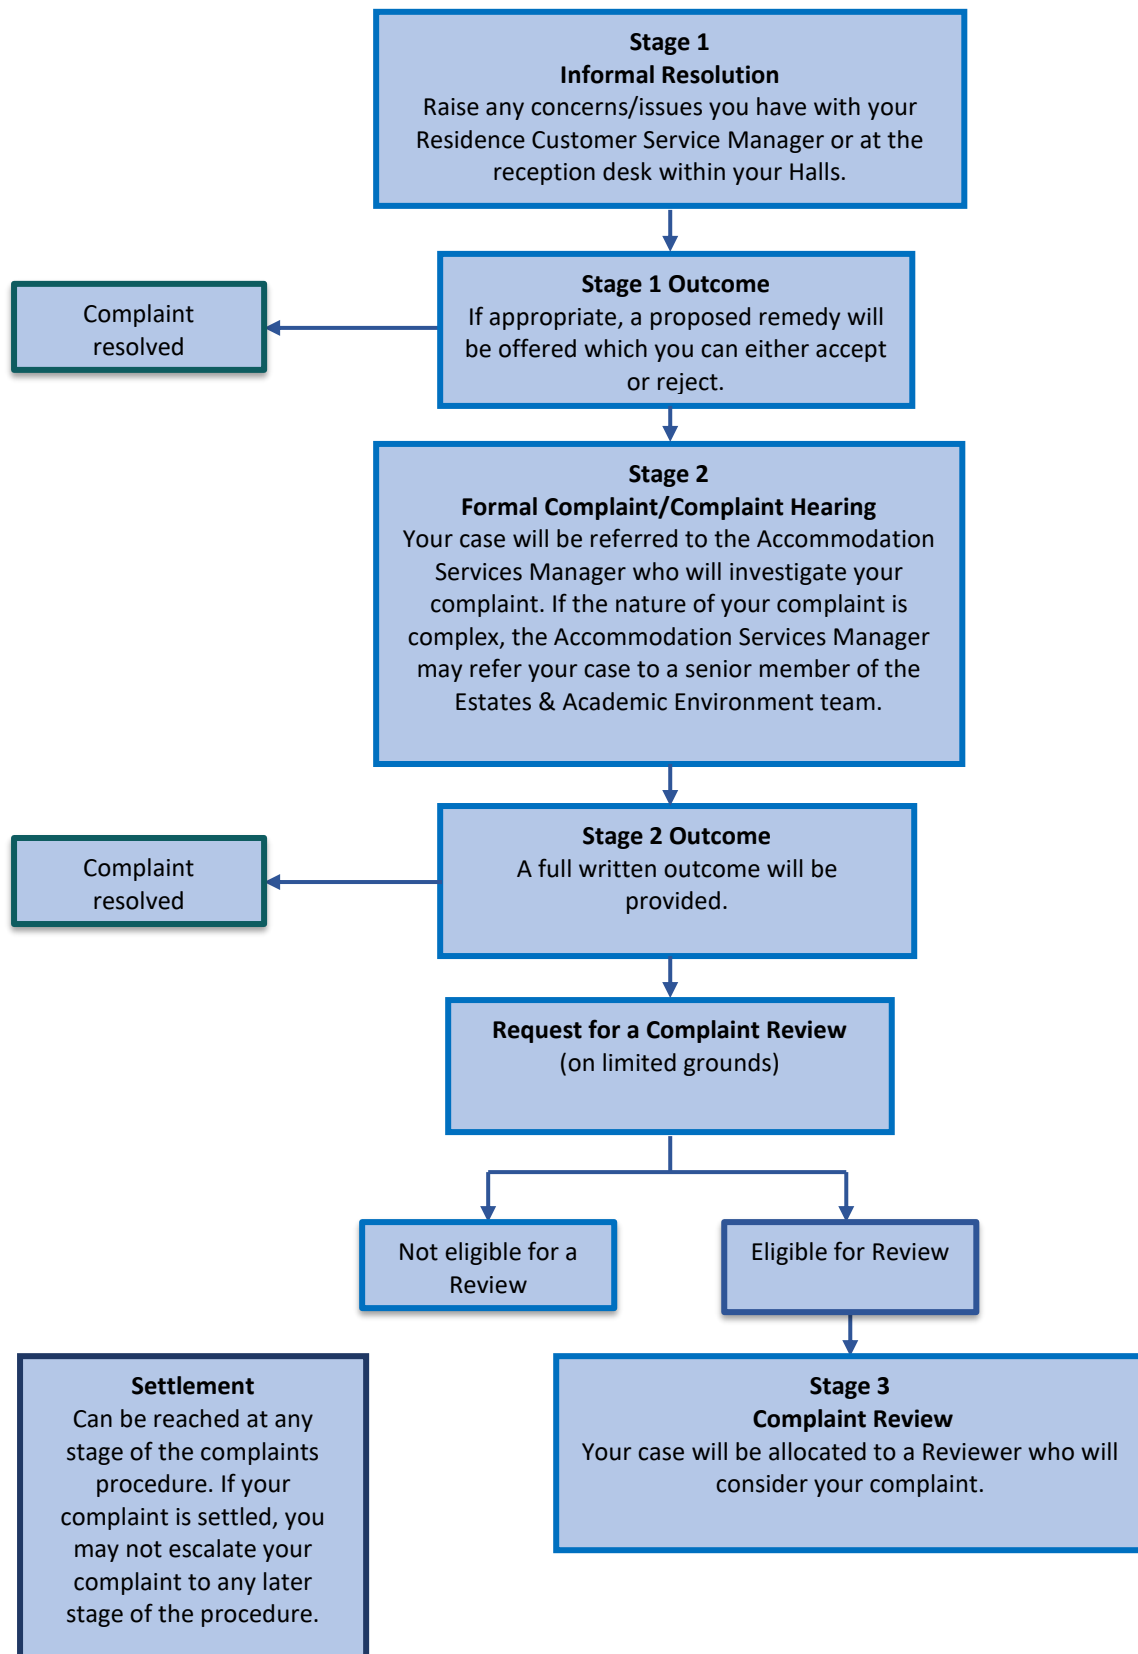 Stage 1
Informal Resolution
Raise any concerns/issues you have with your
Residence Customer Service Manager or at the
reception desk within your Halls.
Stage 1 Outcome
If appropriate, a proposed remedy will
be offered which you can either accept
or reject.
Complaint
resolved
Stage 2
Formal Complaint/Complaint Hearing
Your case will be referred to the Accommodation
Services Manager who will investigate your
complaint. If the nature of your complaint is
complex, the Accommodation Services Manager
may refer your case to a senior member of the
Estates & Academic Environment team.
Stage 2 Outcome
A full written outcome will be
provided.
Complaint
resolved
Request for a Complaint Review
(on limited grounds)
Not eligible for a
Review
Eligible for Review
Settlement
Can be reached at any
stage of the complaints
procedure. If your
complaint is settled, you
may not escalate your
complaint to any later
stage of the procedure.
Stage 3
Complaint Review
Your case will be allocated to a Reviewer who will
consider your complaint.